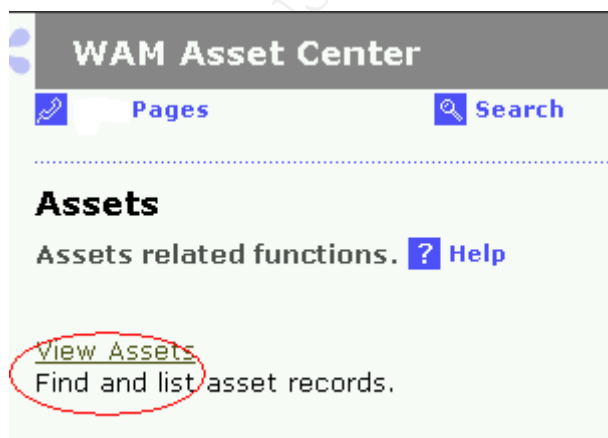 WAM Asset Center
Pages Search
Assets
Assets related functions. ? Help
View Assets
Find and list asset records.